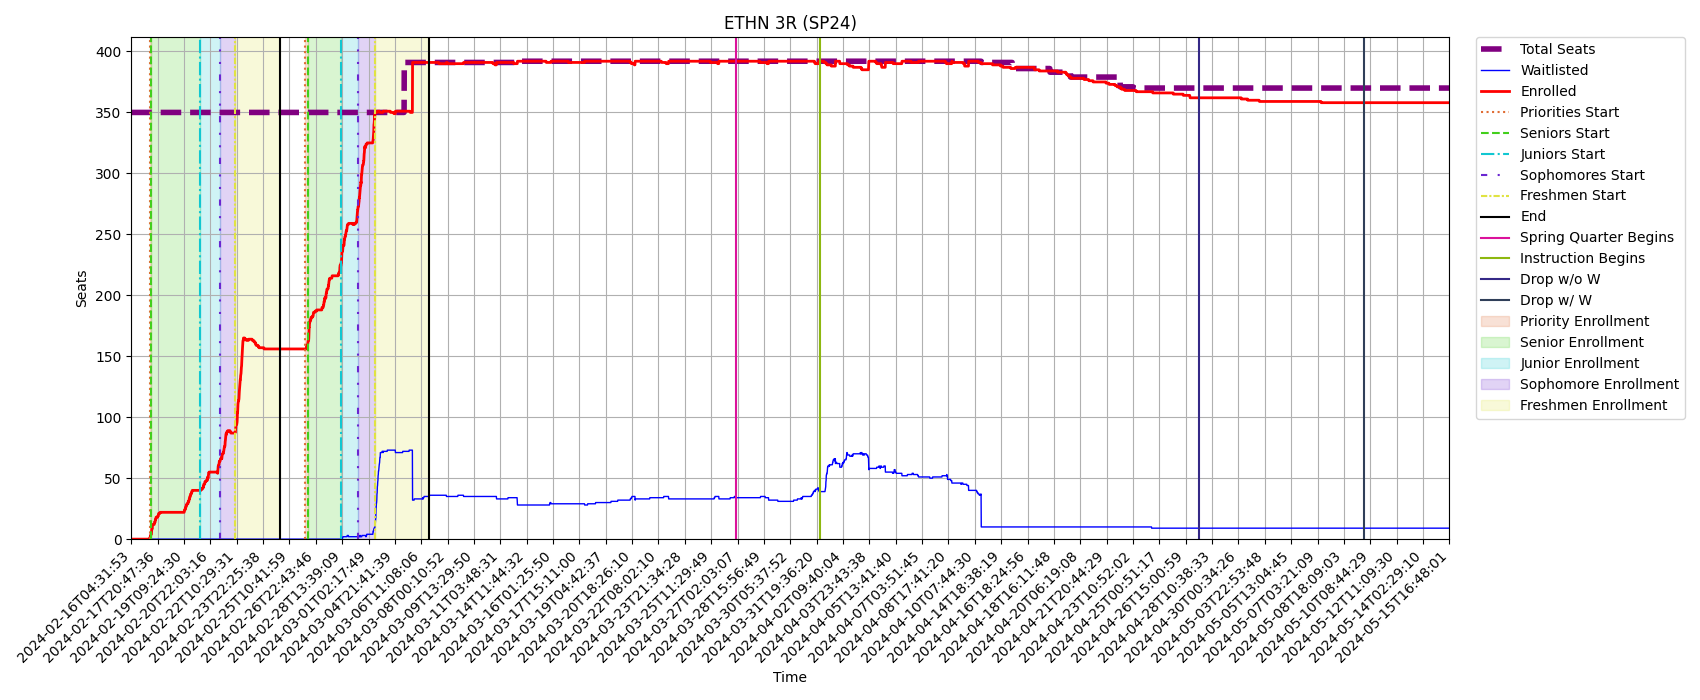 ETHN 3R (SP24)
400
350
300
250
200
150
100
50
0
Seats
2024-02-16T04:31:53
2024-02-17T20:47:36
2024-02-19T09:24:30
2024-02-20T22:03:16
2024-02-22T10:29:31
2024-02-23T22:25:38
2024-02-25T10:41:59
2024-02-26T22:43:46
2024-02-28T13:39:09
2024-03-01T02:17:49
2024-03-04T21:41:39
2024-03-06T11:08:06
2024-03-08T00:10:52
2024-03-09T13:29:50
2024-03-11T03:48:31
2024-03-14T11:44:32
2024-03-16T01:25:50
2024-03-17T15:11:00
2024-03-19T04:42:37
2024-03-20T18:26:10
2024-03-22T08:02:10
2024-03-23T21:34:28
2024-03-25T11:29:49
2024-03-27T02:03:07
2024-03-28T15:56:49
2024-03-30T05:37:52
2024-03-31T19:36:20
2024-04-02T09:40:04
2024-04-03T23:43:38
2024-04-05T13:41:40
2024-04-07T03:51:45
2024-04-08T17:41:20
2024-04-10T07:44:30
2024-04-14T18:38:19
2024-04-16T18:24:56
2024-04-18T16:11:48
2024-04-20T06:19:08
2024-04-21T20:44:29
2024-04-23T10:52:02
2024-04-25T00:51:17
2024-04-26T15:00:59
2024-04-28T10:38:33
2024-04-30T00:34:26
2024-05-03T22:53:48
2024-05-05T13:04:45
2024-05-07T03:21:09
2024-05-08T18:09:03
2024-05-10T08:44:29
2024-05-12T11:09:30
2024-05-14T02:29:10
2024-05-15T16:48:01
Time
Total Seats
Waitlisted
Enrolled
Priorities Start
Seniors Start
Juniors Start
Sophomores Start
Freshmen Start
End
Spring Quarter Begins
Instruction Begins
Drop w/o W
Drop w/ W
Priority Enrollment
Senior Enrollment
Junior Enrollment
Sophomore Enrollment
Freshmen Enrollment